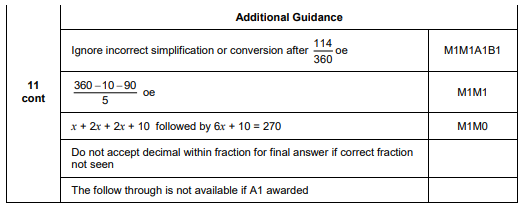 Additional Guidance
11
cont
Ignore incorrect simplification or conversion after 114/360 oe
M1M1A1B1
360 – 10 – 90/5 oe
M1M1
x + 2x + 2x + 10 followed by 6x + 10 = 270
M1M0
Do not accept decimal within fraction for final answer if correct fraction
not seen
The follow through is not available if A1 awarded